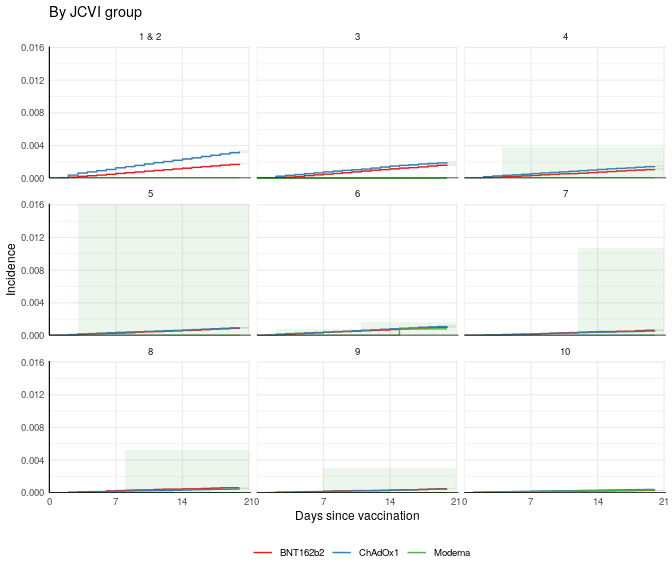 By JCVI group
1 & 2 3 4
0.016
0.012
0.008
0.004
0.000
5 6 7
0.016
0.012
0.008
0.004
0.000
8 9 10
0.016
0.012
0.008
0.004
0.000
0 7 14 21 0 7 14 21 0 7 14 21
Incidence
Days since vaccination
BNT162b2 ChAdOx1 Moderna